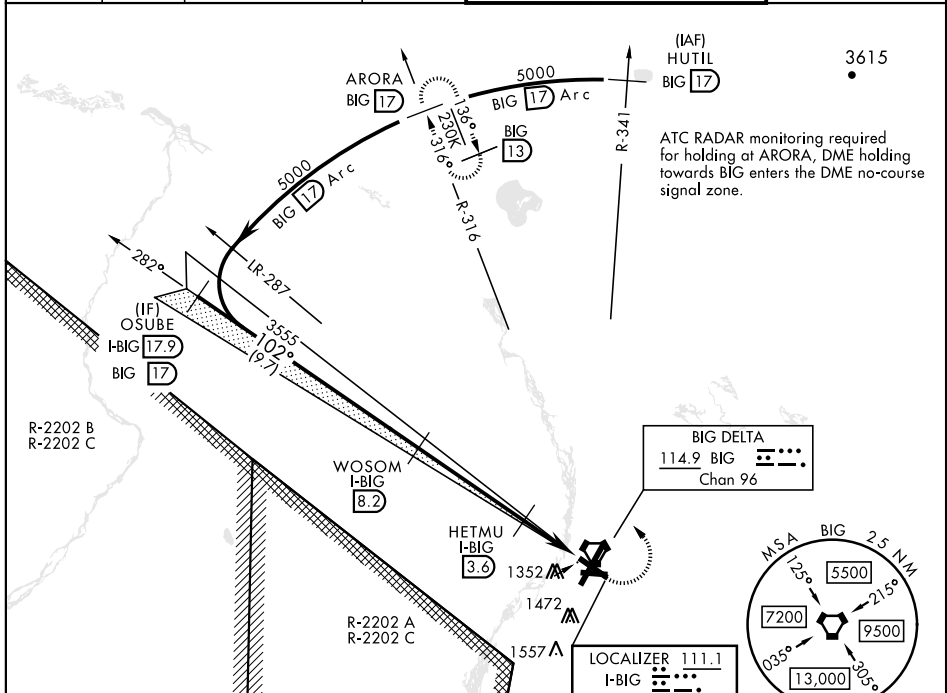 (IAF)
HUTIL
BIG 17
3615
ARORA
BIG 17
5000
BIG 17 Arc
136°
230K
316°
BIG
13
R-341
ATC RADAR monitoring required
for holding at ARORA, DME holding
towards BIG enters the DME no-course
signal zone.
5000
BIG 17 Arc
R-316
282°
LR-287
(IF)
OSUBE
I-BIG 17.9
BIG 17
3555
102°
(9.7)
R-2202 B
R-2202 C
WOSOM
I-BIG
8.2
BIG DELTA
114.9 BIG
Chan 96
HETMU
I-BIG
3.6
1352
1472
1557
R-2202 A
R-2202 C
LOCALIZER 111.1
I-BIG
MSA BIG 25 NM
125°
5500
215°
7200
9500
035°
305°
13,000